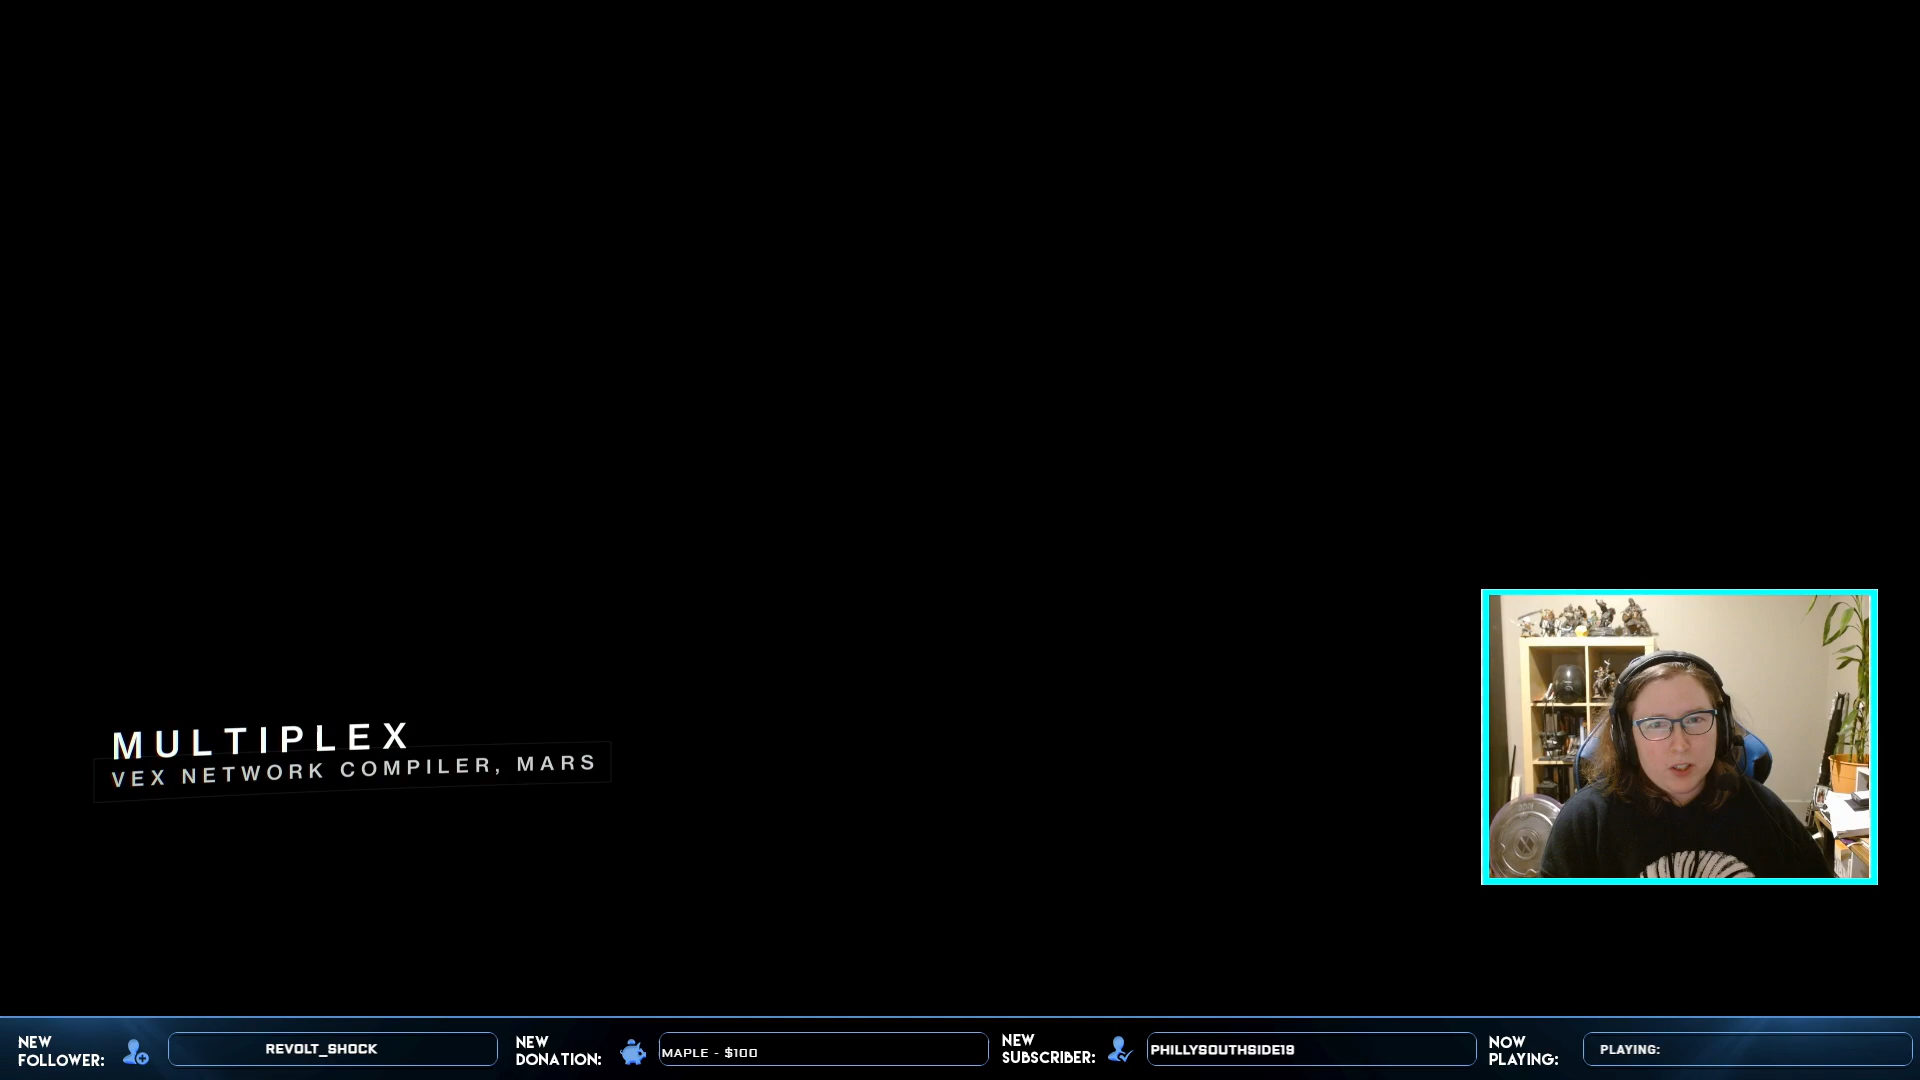 MULTIPLEX
VEX NETWORK COMPILER, MARS
NEW
FOLLOWER:
REVOLT_SHOCK
NEW
DONATION:
MAPLE - $100
NEW
SUBSCRIBER:
PHILLYSOUTHSIDE19
NOW
PLAYING:
PLAYING: